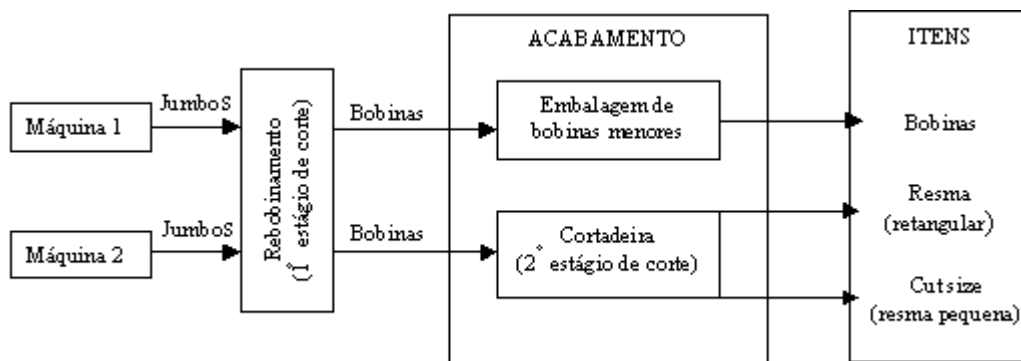 ACABAMENTO
ITENS
JumboS
Máquina 1
Rebobinamento
(1° estágio de corte)
Bobinas
Embalagem de
bobinas menores
Bobinas
JumboS
Máquina 2
Bobinas
Cortadeira
(2° estágio de corte)
Resma
(retangular)
Cutsize
(resma pequena)